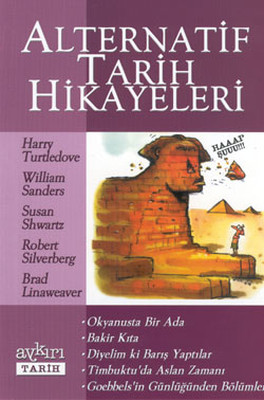 ALTERNATİF
TARİH
HİKAYELERİ
Harry
Turtledove
William
Sanders
Susan
Shwartz
Robert
Silverberg
Brad
Linaweaver
HAAAP
ŞUUU!!!
• Okyanusta Bir Ada
• Bakir Kıta
• Diyelim ki Barış Yaptılar
• Timbuktu'da Aslan Zamanı
• Goebbels'in Günlüğünden Bölümler
aykırı
TARİH